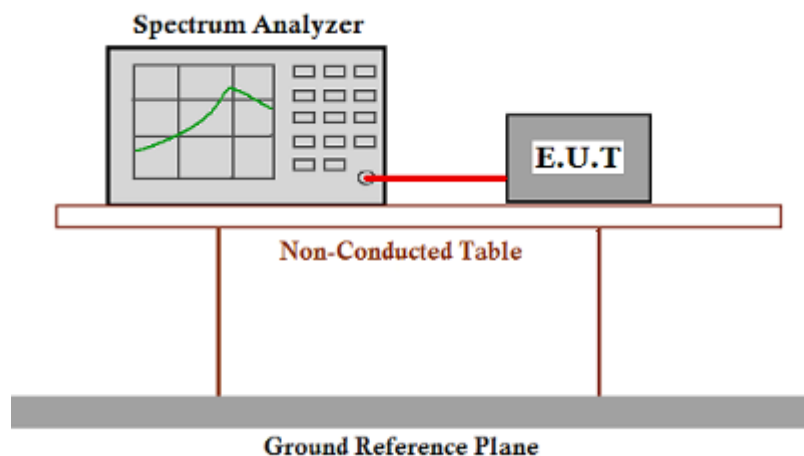 Spectrum Analyzer
E.U.T
Non-Conducted Table
Ground Reference Plane